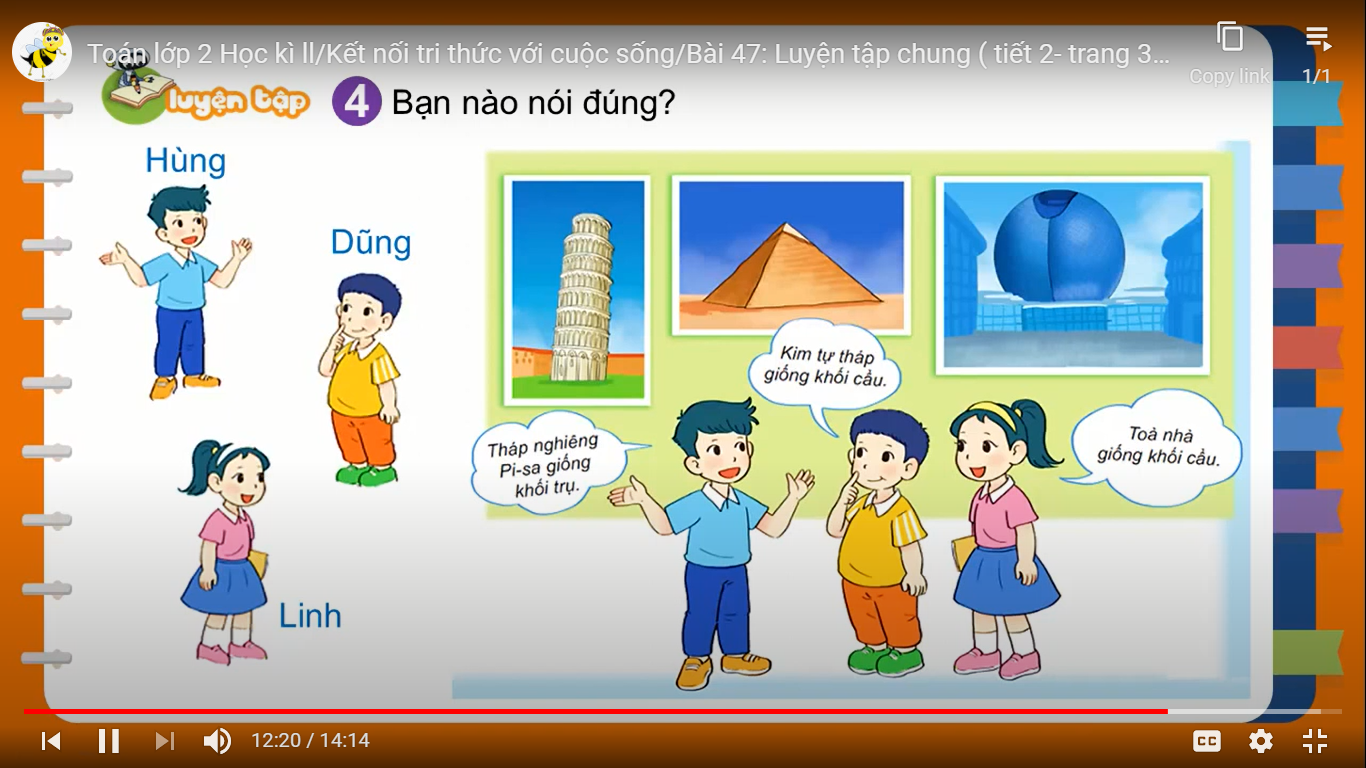 Toán lớp 2 Học kì ll/Kết nối tri thức với cuộc sống/Bài 47: Luyện tập chung ( tiết 2- trang 3...
Copy link
1/1
luyện tập
4 Bạn nào nói đúng?
Hùng
Dũng
Linh
Kim tự tháp
giống khối cầu.
Tháp nghiêng
Pi-sa giống
khối trụ.
Toà nhà
giống khối cầu.
12:20 / 14:14
CC